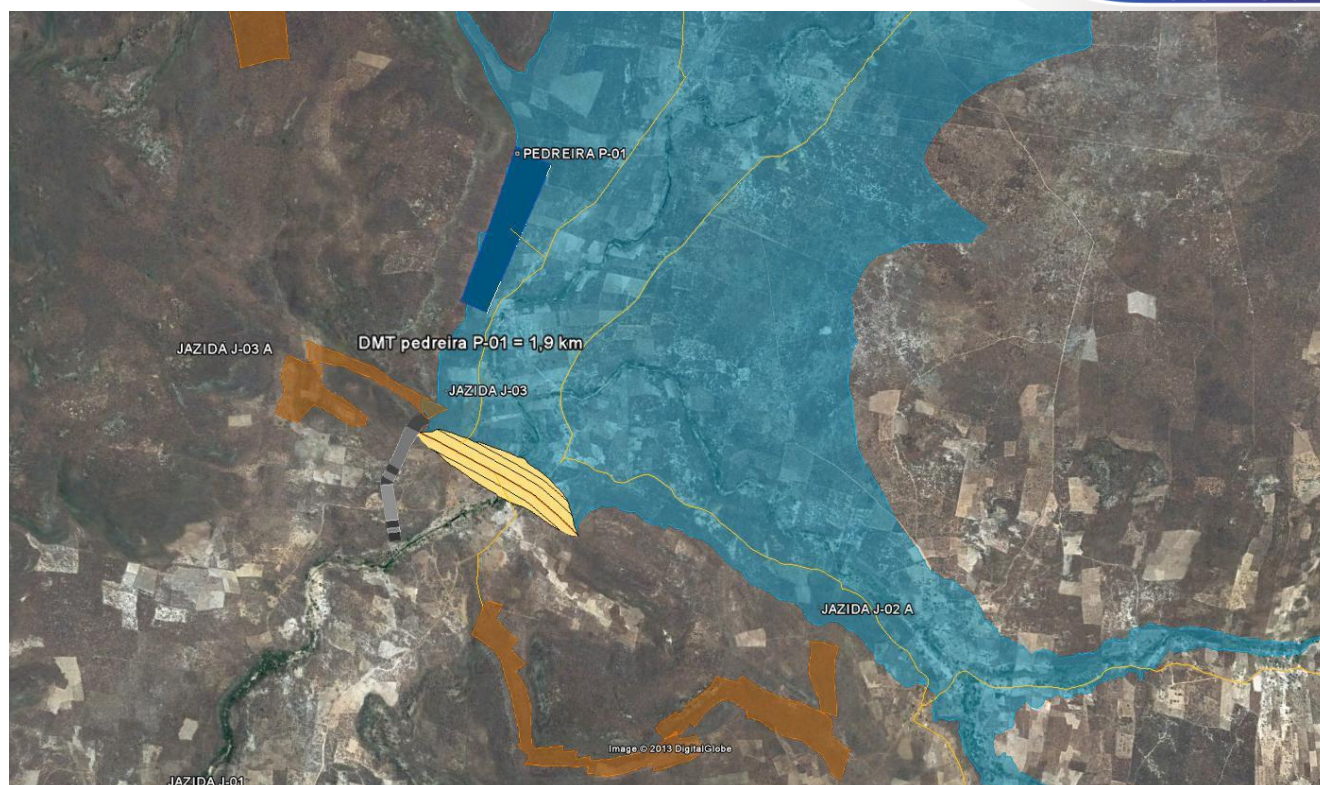 PEDREIRA P-01
DMT pedreira P-01 = 1,9 km
JAZIDA J-03 A
JAZIDA J-03
JAZIDA J-02 A
Image © 2013 DigitalGlobe
JAZIDA J-01